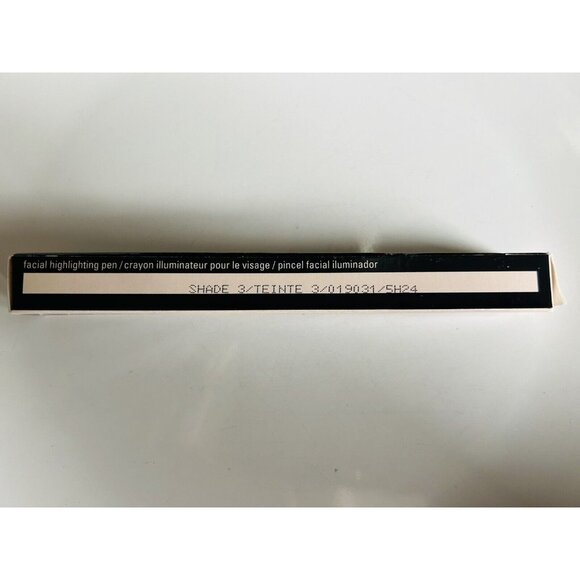 facial highlighting pen / crayon illuminateur pour le visage / pincel facial iluminador
SHADE 3/TEINTE 3/019031/5H24